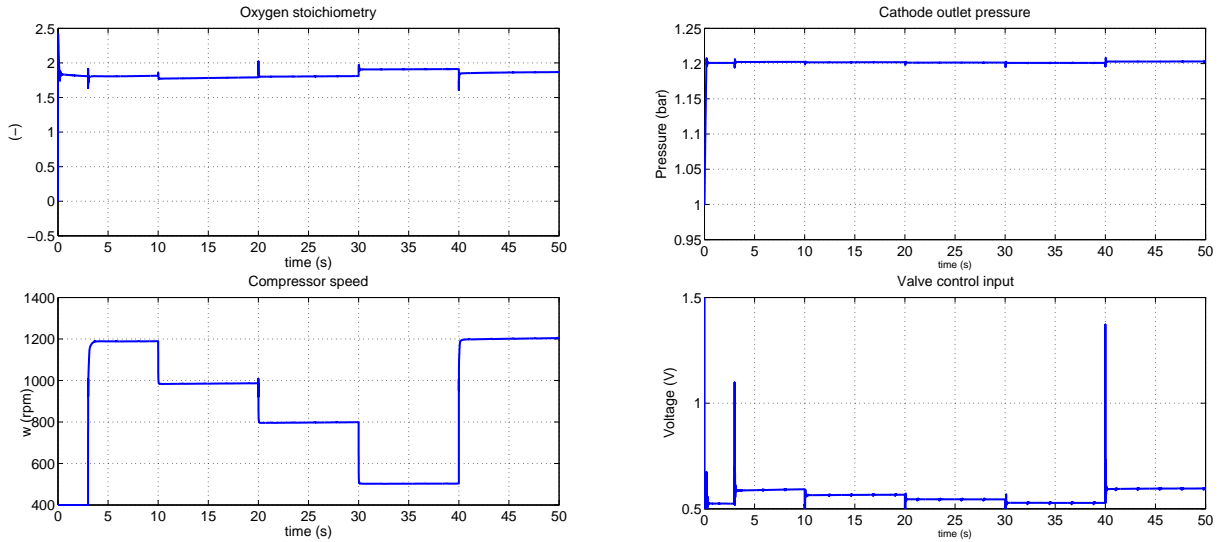 Oxygen stoichiometry
2.5
2
1.5
1
0.5
0
−0.5
(−)
0 5 10 15 20 25 30 35 40 45 50
time (s)
Cathode outlet pressure
1.25
1.2
1.15
1.1
1.05
1
0.95
Pressure (bar)
0 5 10 15 20 25 30 35 40 45 50
time (s)
Compressor speed
1400
1200
1000
800
600
400
w (rpm)
0 5 10 15 20 25 30 35 40 45 50
time (s)
Valve control input
1.5
1
0.5
Voltage (V)
0 5 10 15 20 25 30 35 40 45 50
time (s)